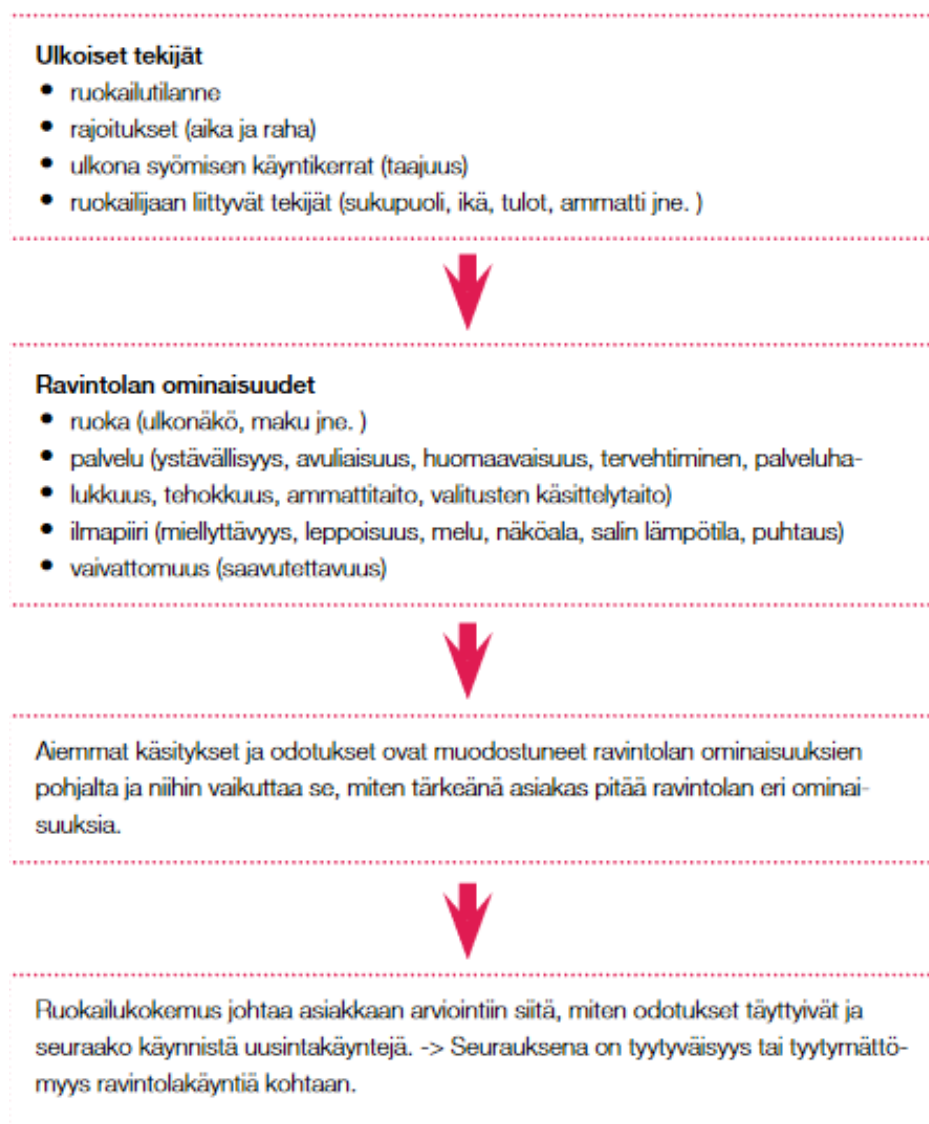 Ulkoiset tekijät
• ruokailutilanne
• rajoitukset (aika ja raha)
• ulkona syömisen käyntikerrat (taajuus)
• ruokailijaan liittyvät tekijät (sukupuoli, ikä, tulot, ammatti jne. )
Ravintolan ominaisuudet
• ruoka (ulkonäkö, maku jne. )
• palvelu (ystävällisyys, avuliaisuus, huomaavaisuus, tervehtiminen, palveluha-
• lukkuus, tehokkuus, ammattitaito, valitusten käsittelytaito)
• ilmapiiri (miellyttävyys, leppoisuus, melu, näköala, salin lämpötila, puhtaus)
• vaivattomuus (saavutettavuus)
Aiemmat käsitykset ja odotukset ovat muodostuneet ravintolan ominaisuuksien
pohjalta ja niihin vaikuttaa se, miten tärkeänä asiakas pitää ravintolan eri ominai-
suuksia.
Ruokailukokemus johtaa asiakkaan arviointiin siitä, miten odotukset täyttyivät ja
seuraako käynnistä uusintakäyntejä. -> Seurauksena on tyytyväisyys tai tyytymättö-
myys ravintolakäyntiä kohtaan.